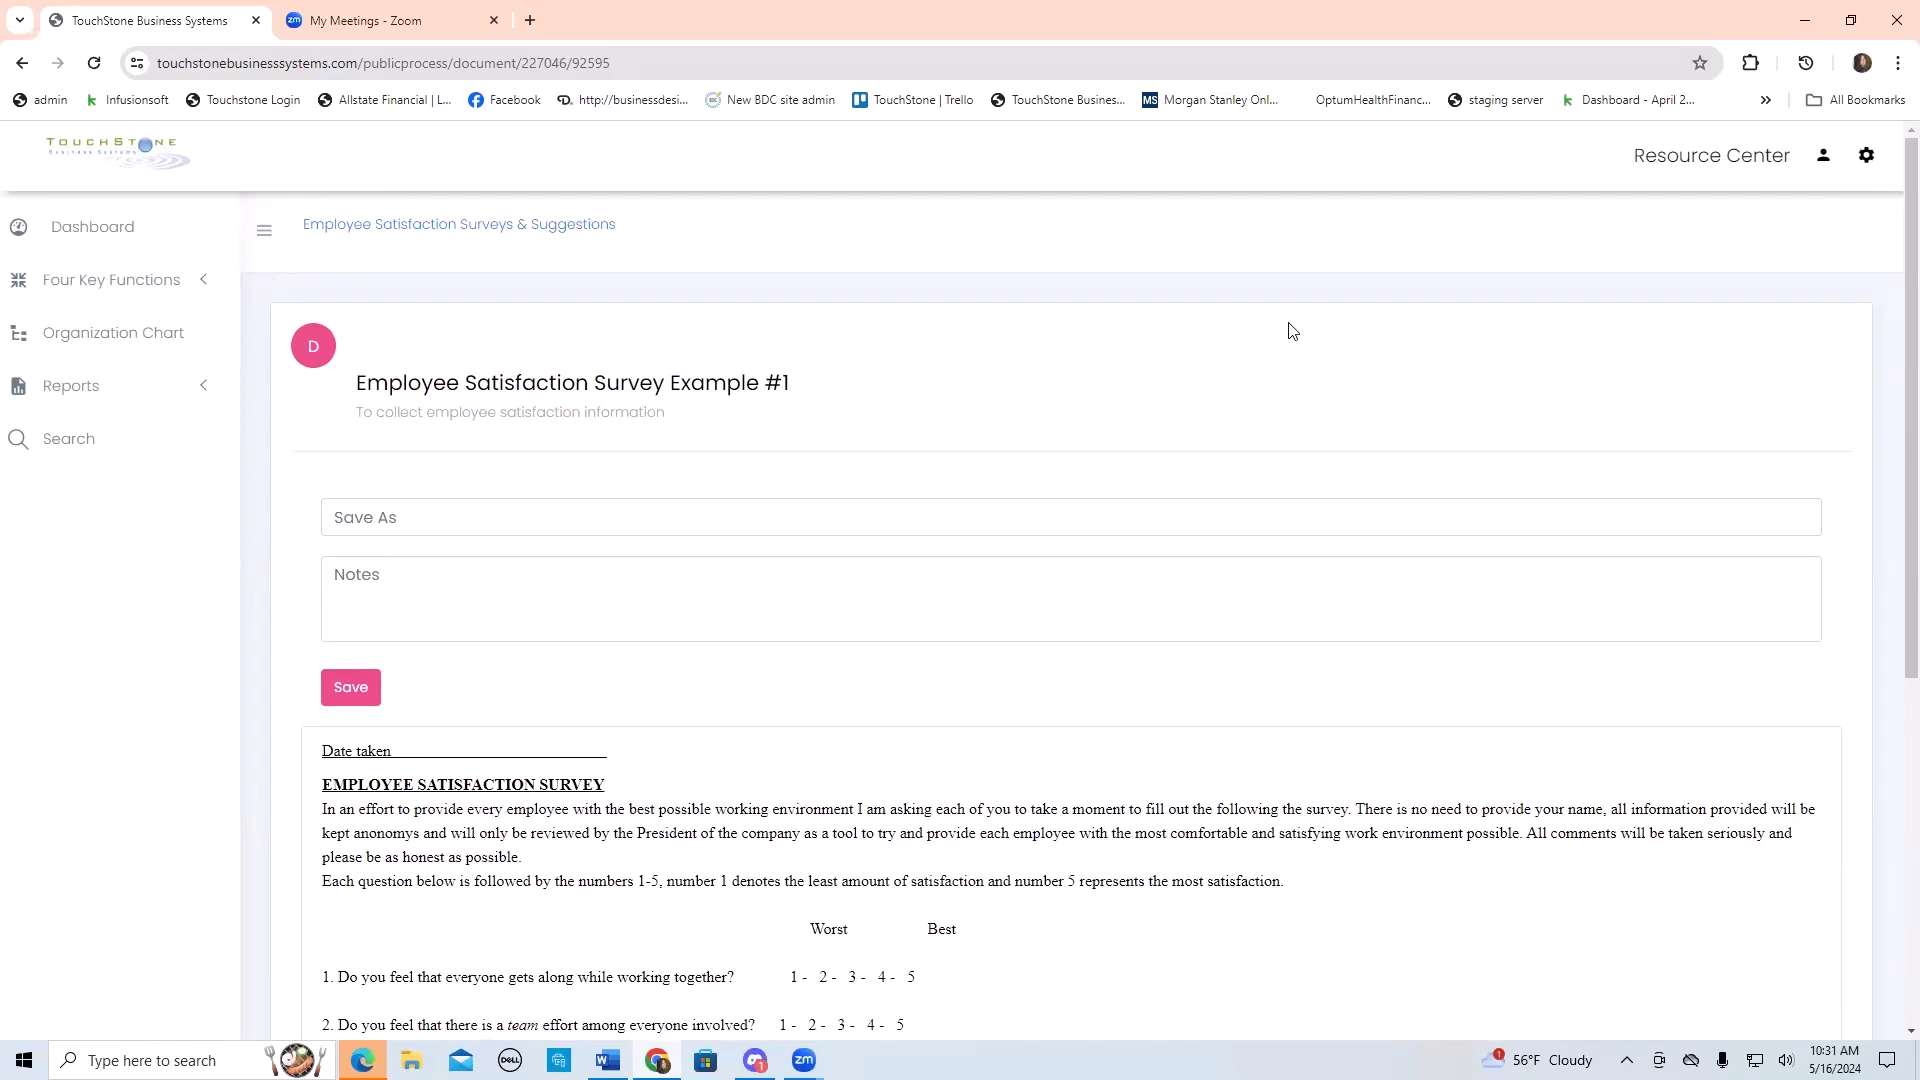 TouchStone Business Systems
My Meetings - Zoom
touchstonebusinesssystems.com/publicprocess/document/227046/92595
admin
Infusionsoft
Touchstone Login
Allstate Financial | L...
Facebook
http://businessdesi...
New BDC site admin
TouchStone | Trello
TouchStone Busines...
MS Morgan Stanley Onl...
OptumHealthFinanc...
staging server
Dashboard - April 2...
All Bookmarks
TOUCHSTONE
Business Systems
Resource Center
Dashboard
Four Key Functions
Organization Chart
Reports
Search
Employee Satisfaction Surveys & Suggestions
D
Employee Satisfaction Survey Example #1
To collect employee satisfaction information
Save As
Notes
Save
Date taken
EMPLOYEE SATISFACTION SURVEY
In an effort to provide every employee with the best possible working environment I am asking each of you to take a moment to fill out the following the survey. There is no need to provide your name, all information provided will be
kept anonomys and will only be reviewed by the President of the company as a tool to try and provide each employee with the most comfortable and satisfying work environment possible. All comments will be taken seriously and
please be as honest as possible.
Each question below is followed by the numbers 1-5, number 1 denotes the least amount of satisfaction and number 5 represents the most satisfaction.
Worst Best
1. Do you feel that everyone gets along while working together? 1 - 2 - 3 - 4 - 5
2. Do you feel that there is a team effort among everyone involved? 1 - 2 - 3 - 4 - 5
Type here to search
DELL
zm
56°F Cloudy
10:31 AM
5/16/2024